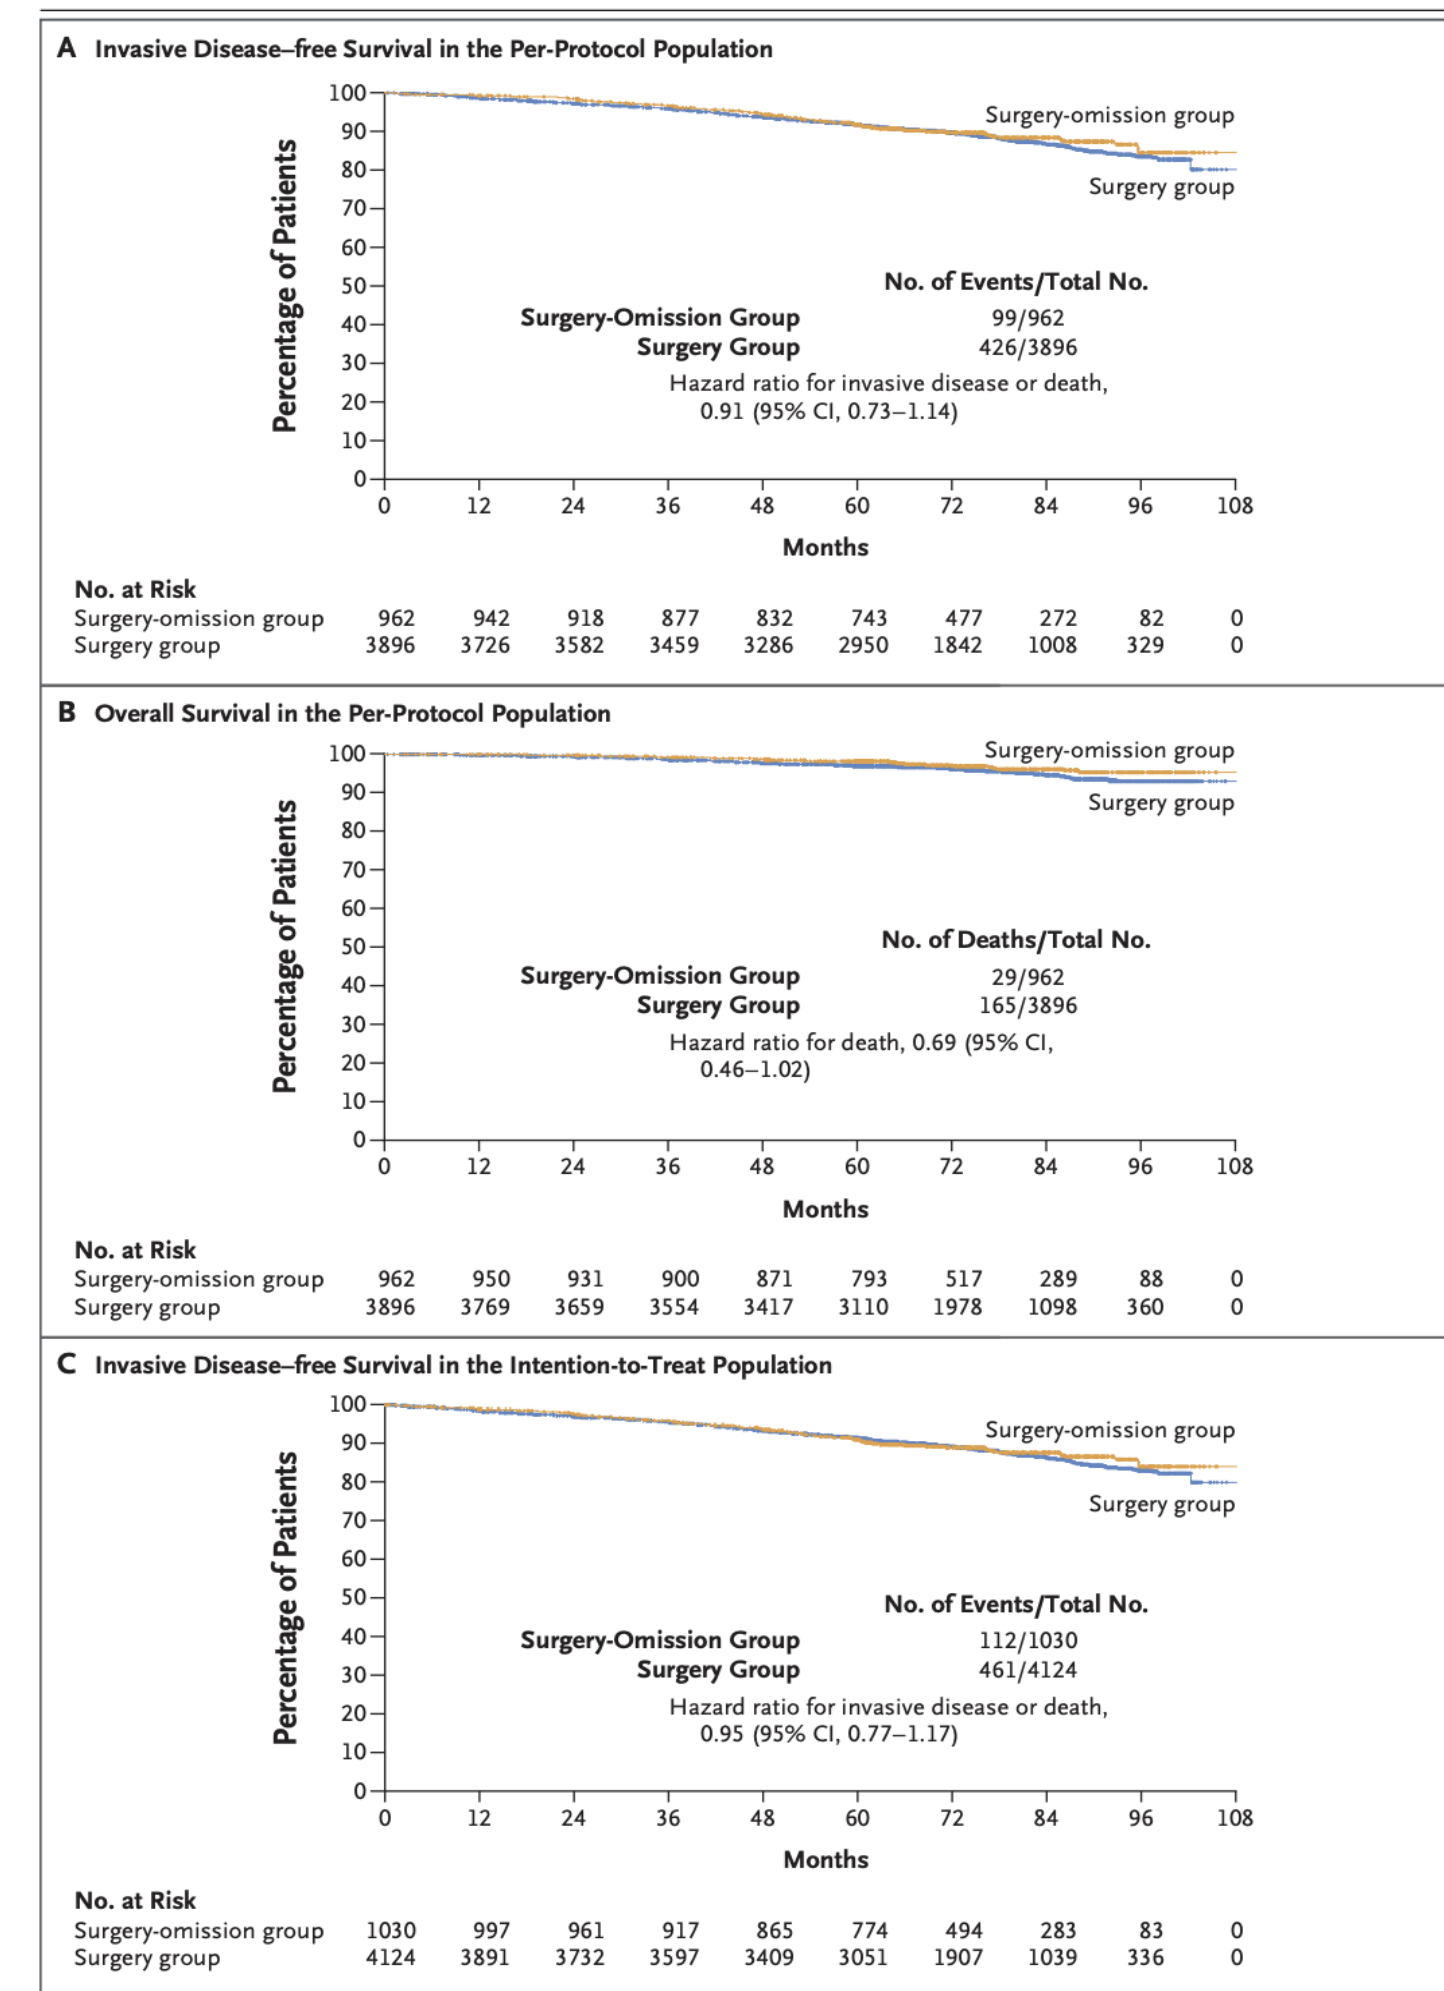 A Invasive Disease–free Survival in the Per-Protocol Population
Percentage of Patients
100
90
80
70
60
50
40
30
20
10
0
Surgery-omission group
Surgery group
No. of Events/Total No.
Surgery-Omission Group 99/962
Surgery Group 426/3896
Hazard ratio for invasive disease or death,
0.91 (95% CI, 0.73–1.14)
0 12 24 36 48 60 72 84 96 108
Months
No. at Risk
Surgery-omission group 962 942 918 877 832 743 477 272 82 0
Surgery group 3896 3726 3582 3459 3286 2950 1842 1008 329 0
B Overall Survival in the Per-Protocol Population
Percentage of Patients
100
90
80
70
60
50
40
30
20
10
0
Surgery-omission group
Surgery group
No. of Deaths/Total No.
Surgery-Omission Group 29/962
Surgery Group 165/3896
Hazard ratio for death, 0.69 (95% CI,
0.46–1.02)
0 12 24 36 48 60 72 84 96 108
Months
No. at Risk
Surgery-omission group 962 950 931 900 871 793 517 289 88 0
Surgery group 3896 3769 3659 3554 3417 3110 1978 1098 360 0
C Invasive Disease–free Survival in the Intention-to-Treat Population
Percentage of Patients
100
90
80
70
60
50
40
30
20
10
0
Surgery-omission group
Surgery group
No. of Events/Total No.
Surgery-Omission Group 112/1030
Surgery Group 461/4124
Hazard ratio for invasive disease or death,
0.95 (95% CI, 0.77–1.17)
0 12 24 36 48 60 72 84 96 108
Months
No. at Risk
Surgery-omission group 1030 997 961 917 865 774 494 283 83 0
Surgery group 4124 3891 3732 3597 3409 3051 1907 1039 336 0